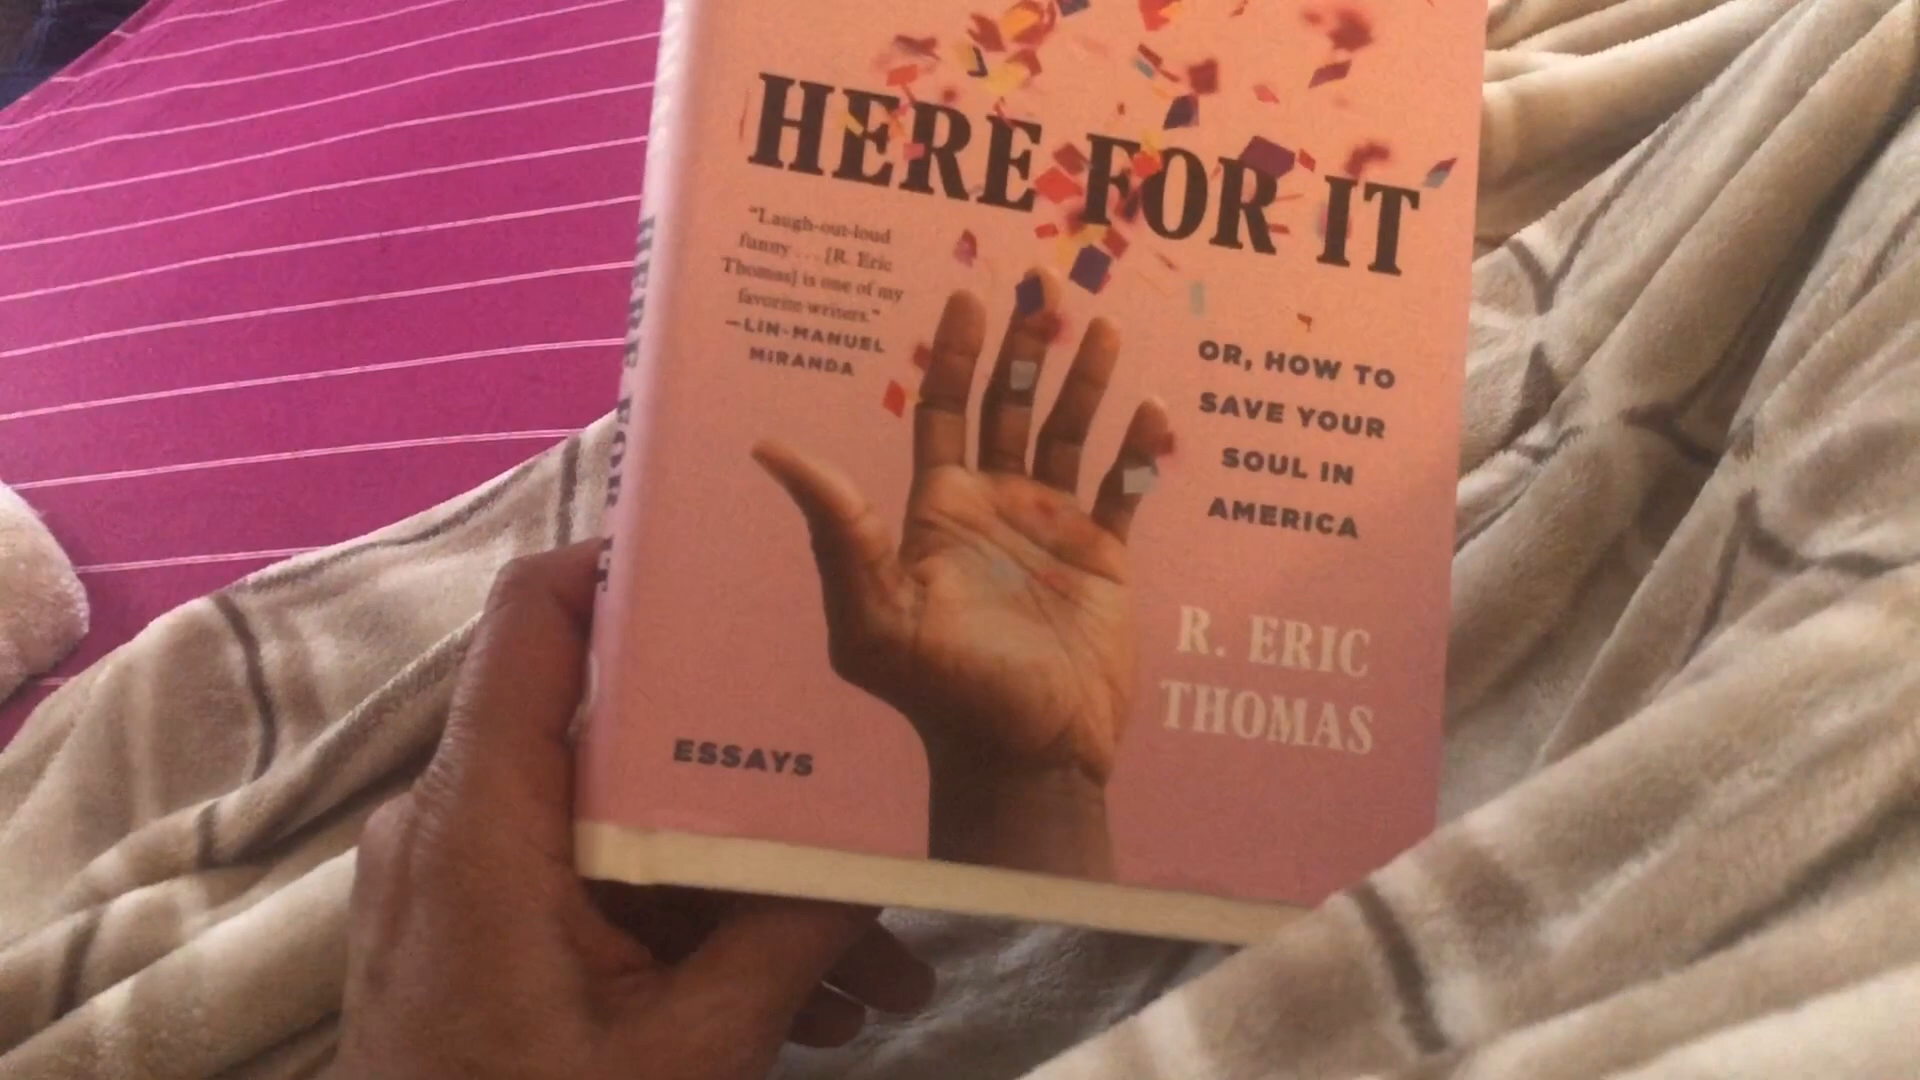 HERE FOR IT
"Laugh-out-loud
funny . . . [R. Eric
Thomas] is one of my
favorite writers."
—LIN-MANUEL
MIRANDA
OR, HOW TO
SAVE YOUR
SOUL IN
AMERICA
R. ERIC
THOMAS
ESSAYS
HERE FOR IT